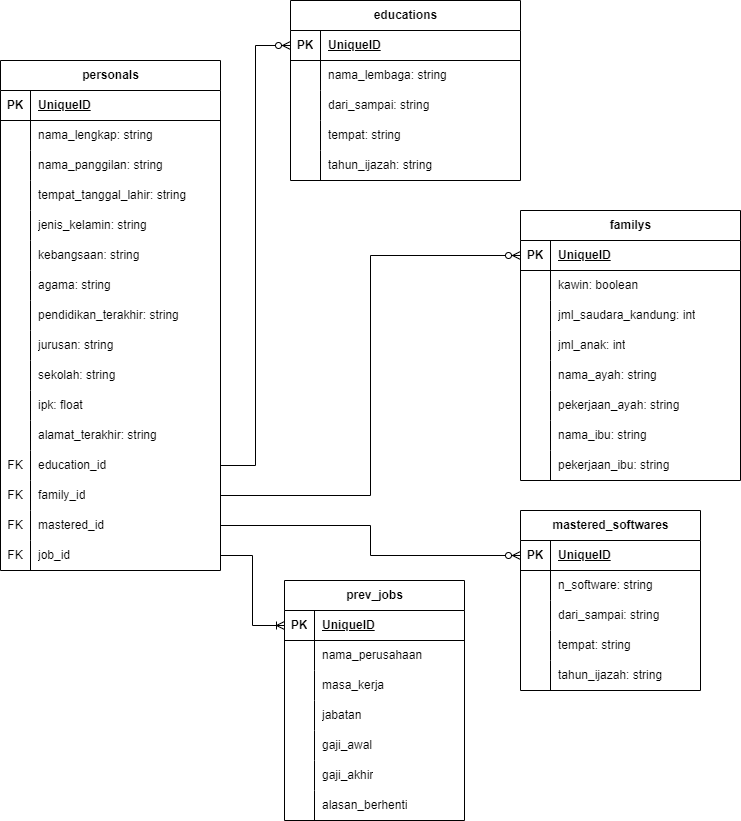 educations
PK UniqueID
nama_lembaga: string
dari_sampai: string
tempat: string
tahun_ijazah: string
personals
PK UniqueID
nama_lengkap: string
nama_panggilan: string
tempat_tanggal_lahir: string
jenis_kelamin: string
kebangsaan: string
agama: string
pendidikan_terakhir: string
jurusan: string
sekolah: string
ipk: float
alamat_terakhir: string
FK education_id
FK family_id
FK mastered_id
FK job_id
familys
PK UniqueID
kawin: boolean
jml_saudara_kandung: int
jml_anak: int
nama_ayah: string
pekerjaan_ayah: string
nama_ibu: string
pekerjaan_ibu: string
mastered_softwares
PK UniqueID
n_software: string
dari_sampai: string
tempat: string
tahun_ijazah: string
prev_jobs
PK UniqueID
nama_perusahaan
masa_kerja
jabatan
gaji_awal
gaji_akhir
alasan_berhenti